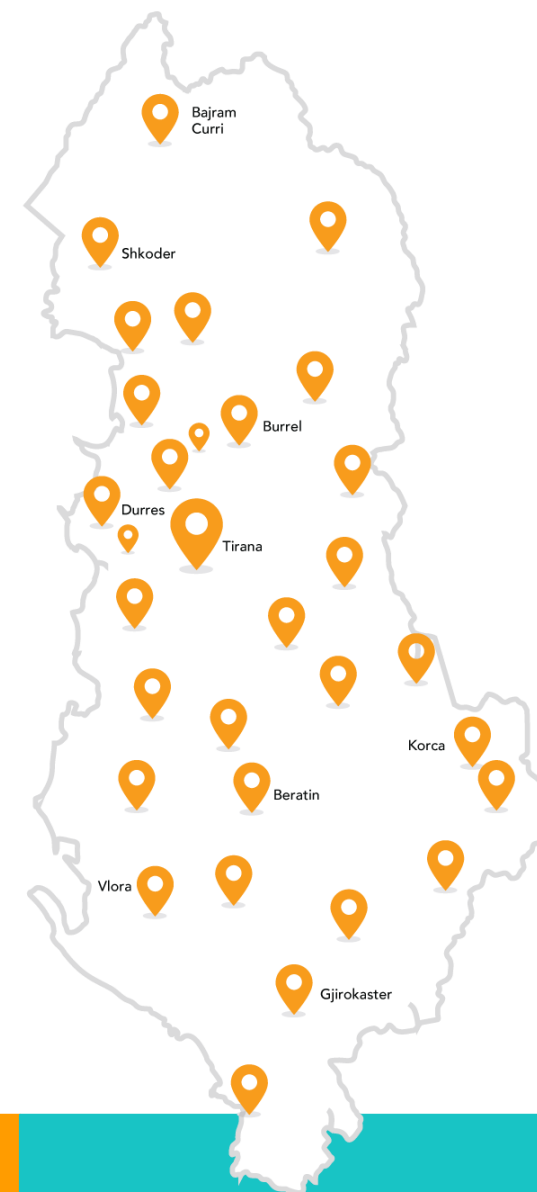 Bajram
Curri
Shkoder
Burrel
Durres
Tirana
Korca
Beratin
Vlora
Gjirokaster